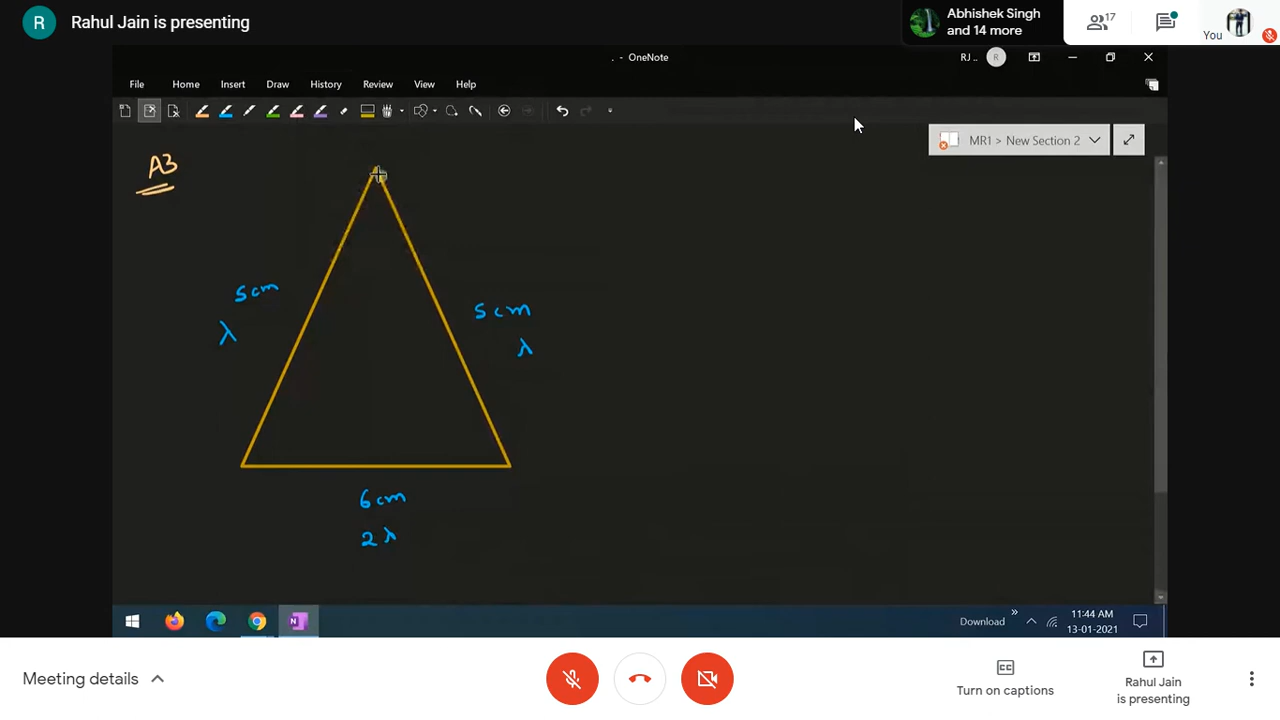 R Rahul Jain is presenting
Abhishek Singh
and 14 more
17
You
. - OneNote
RJ ..
R
File Home Insert Draw History Review View Help
MR1 > New Section 2
A3
5cm
λ
5cm
λ
6cm
2λ
N
Download
»
11:44 AM
13-01-2021
Meeting details
CC
Turn on captions
Rahul Jain
is presenting